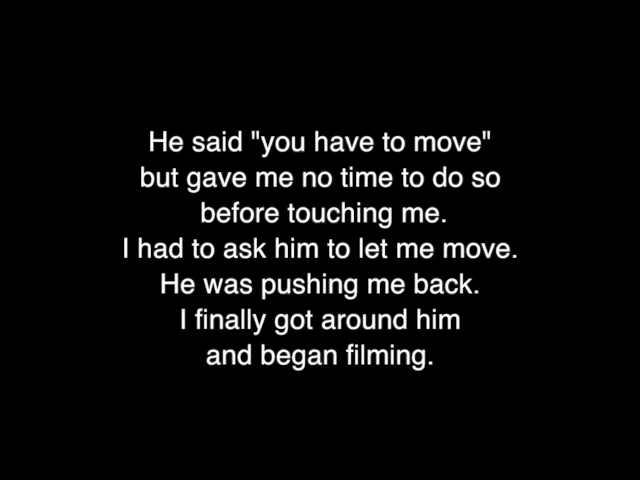 He said "you have to move"
but gave me no time to do so
before touching me.
I had to ask him to let me move.
He was pushing me back.
I finally got around him
and began filming.